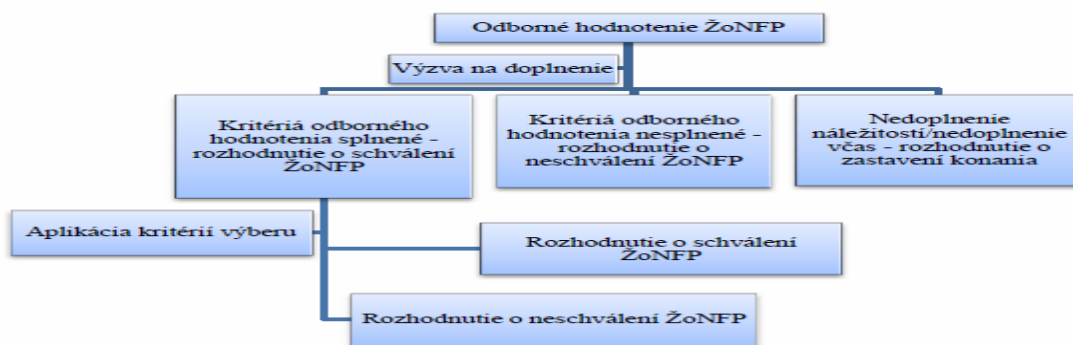 Odborné hodnotenie ŽoNFP
Výzva na doplnenie
Kritériá odborného
hodnotenia splnené -
rozhodnutie o schválení
ŽoNFP
Kritériá odborného
hodnotenia nesplnené -
rozhodnutie o
neschválení ŽoNFP
Nedoplnenie
náležitostí/nedoplnenie
včas - rozhodnutie o
zastavení konania
Aplikácia kritérií výberu
Rozhodnutie o schválení
ŽoNFP
Rozhodnutie o neschválení ŽoNFP